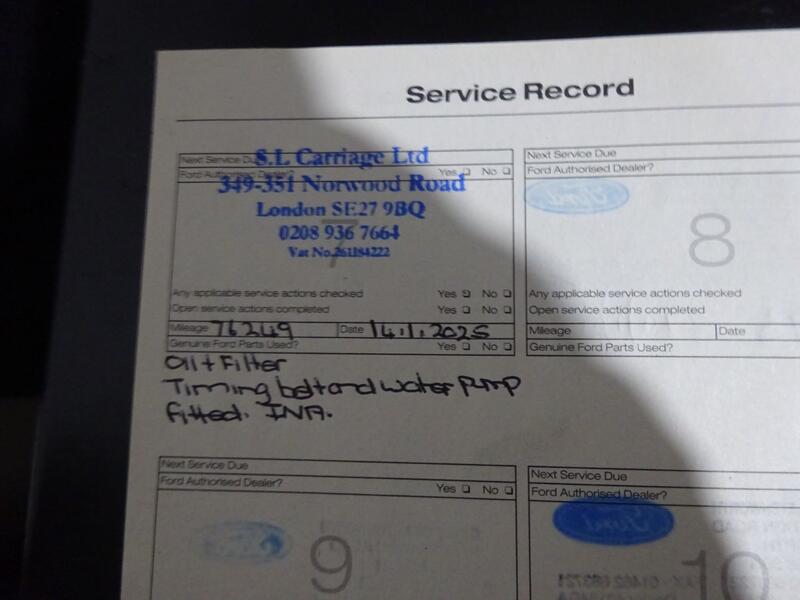 Service Record
Next Service Du
S.L Carriage Ltd
Ford Authorised Dealer?
Yes No
349-351 Norwood Road
London SE27 9BQ
0208 936 7664
7
Vat No.261184222
Any applicable service actions checked Yes No
Open service actions completed Yes No
Mileage 76249 Date 14.1.2025
Genuine Ford Parts Used? Yes No
Oil + Filter
Timing belt and water pump
fitted. INA.
Next Service Due
Ford Authorised Dealer?
Ford
8
Any applicable service actions checked
Open service actions completed
Mileage Date
Genuine Ford Parts Used?
Next Service Due
Ford Authorised Dealer? Yes No
9
Next Service Due
Ford Authorised Dealer?
10